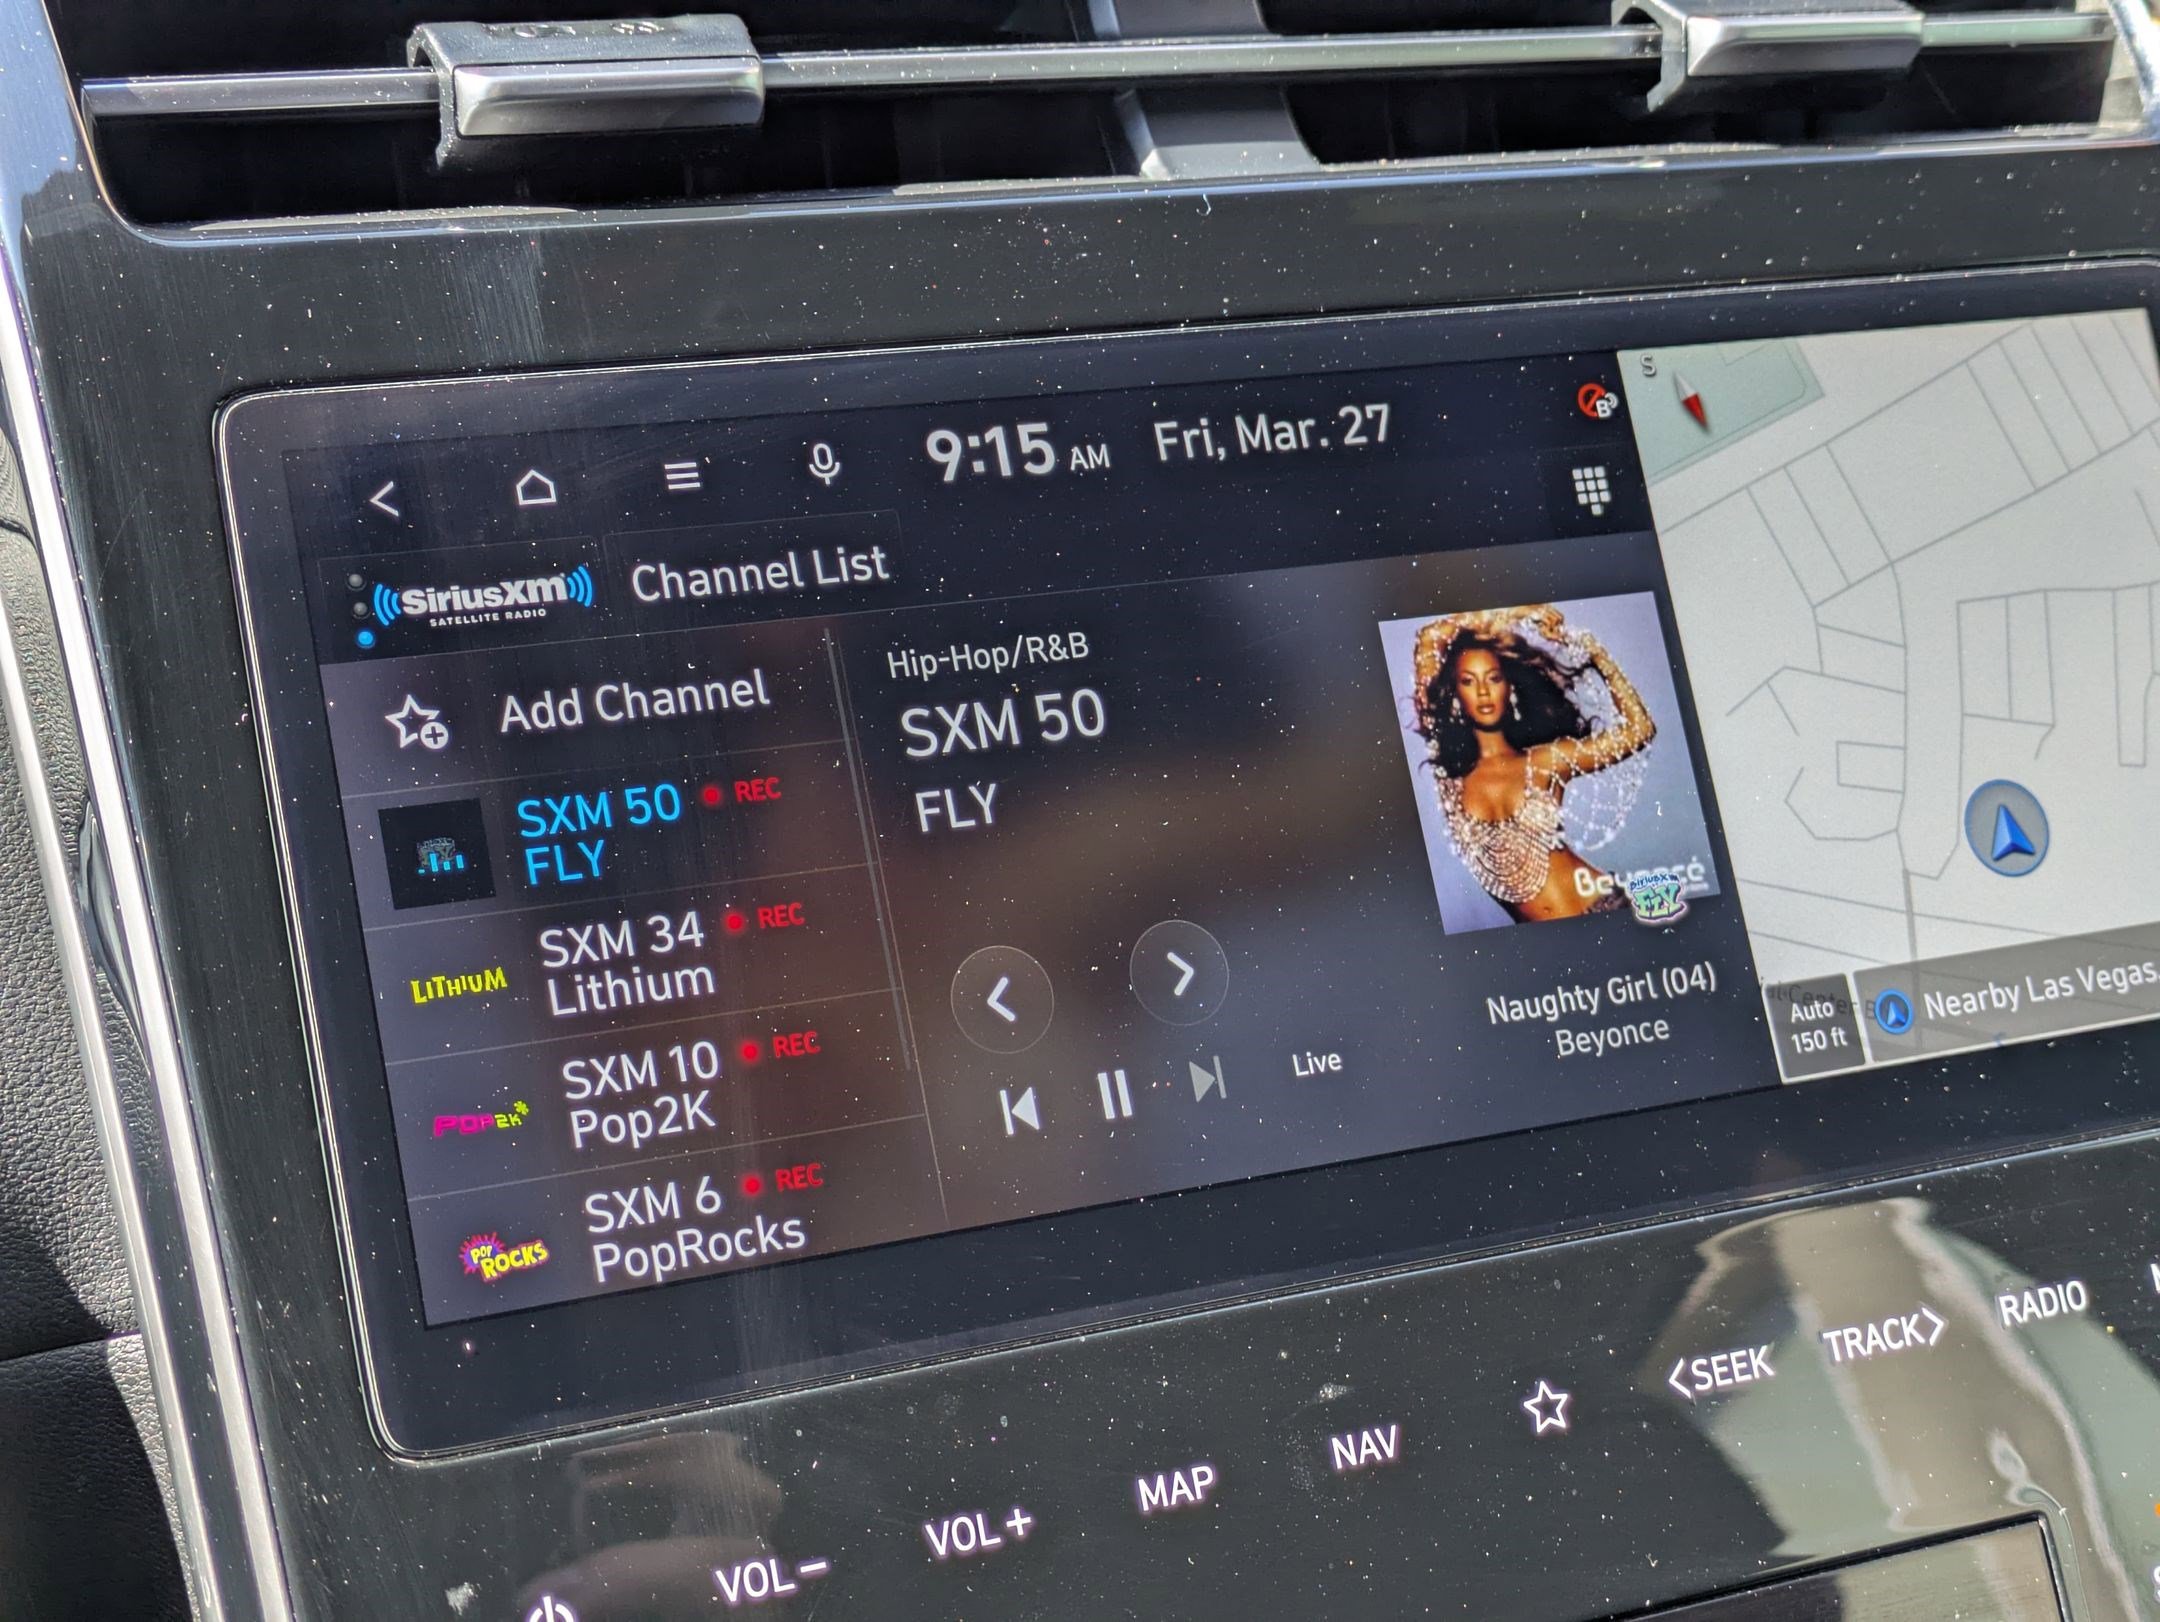 9:15 AM
Fri, Mar. 27
B
SiriusXm
SATELLITE RADIO
Channel List
Add Channel
SXM 50 REC
FLY
LITHIUM
SXM 34 REC
Lithium
POP2K
SXM 10 REC
Pop2K
POP ROCKS
SXM 6 REC
PopRocks
Hip-Hop/R&B
SXM 50
FLY
Live
siriusxm
FLY
Naughty Girl (04)
Beyonce
S
Auto
150 ft
Nearby Las Vegas.
VOL−
VOL+
MAP
NAV
<SEEK
TRACK>
RADIO